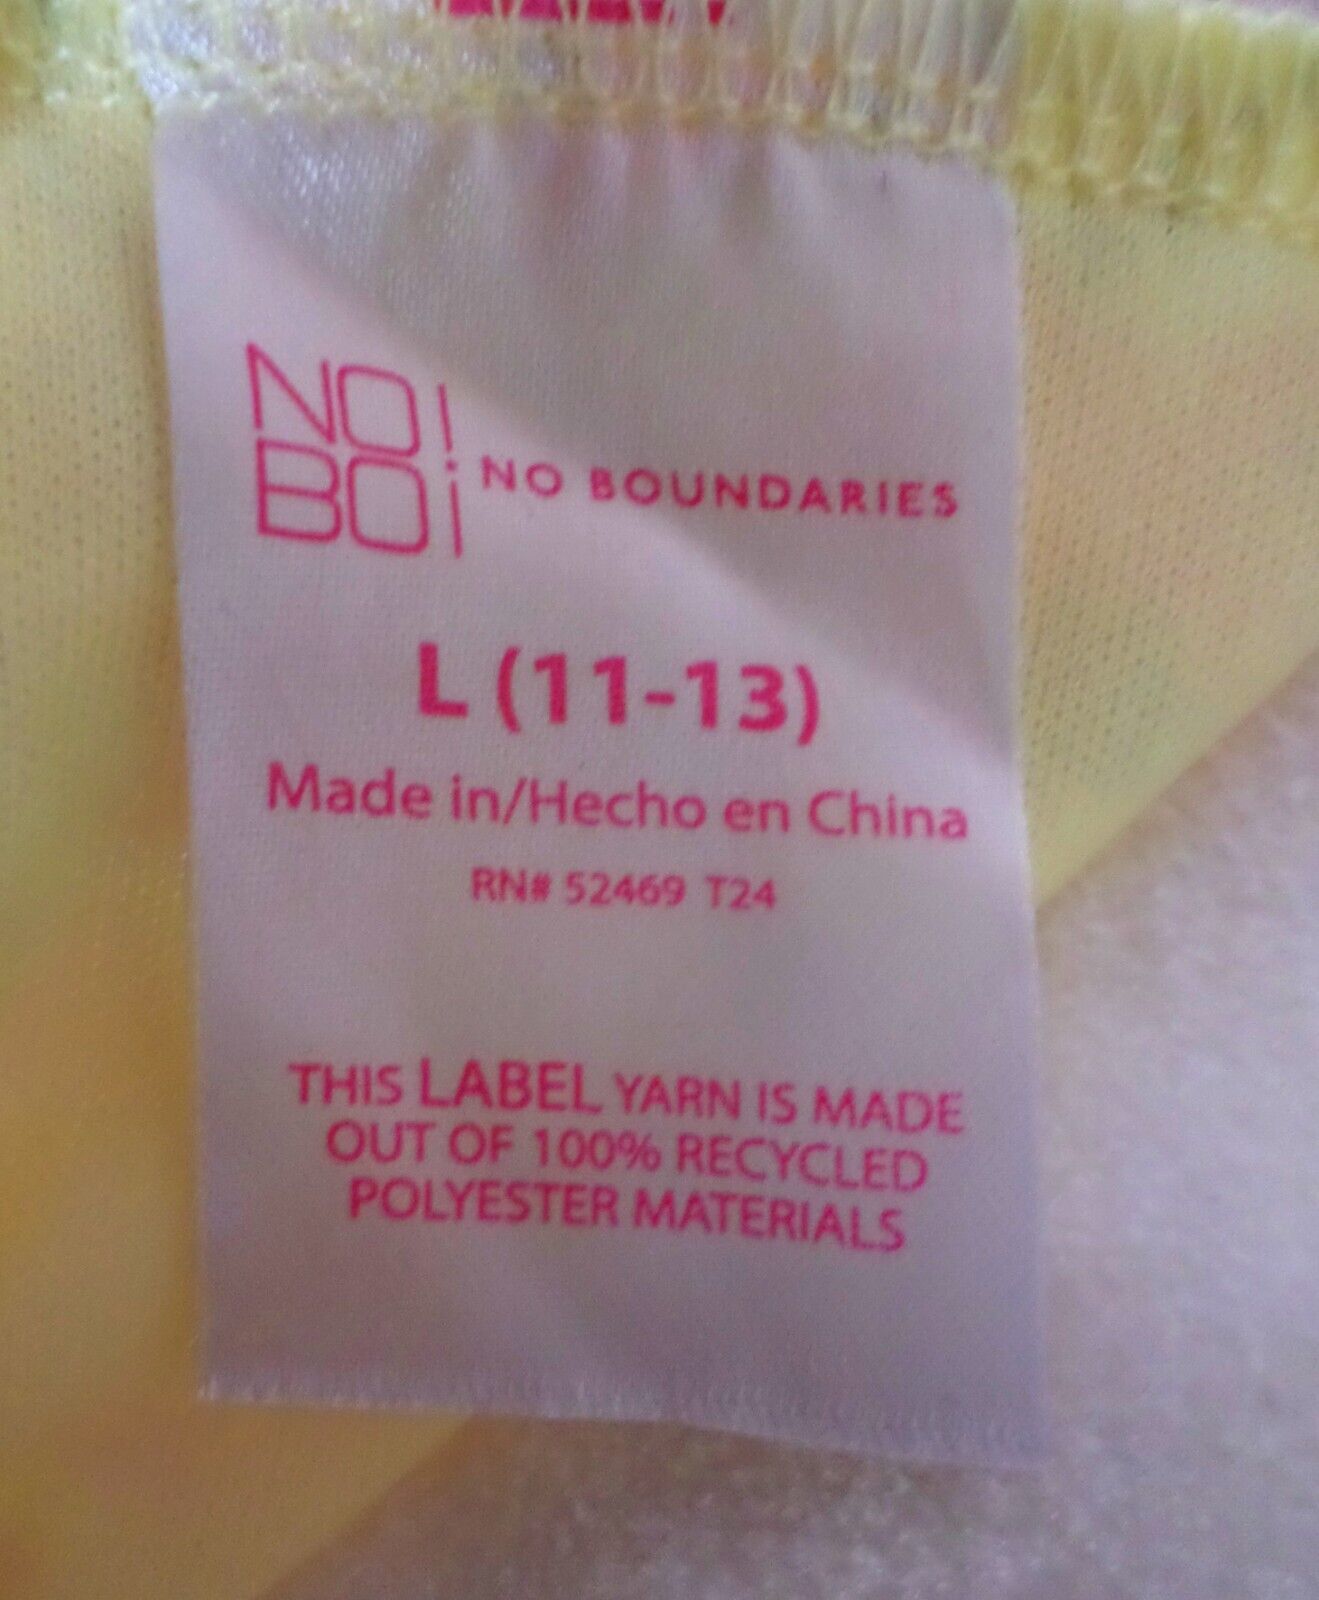 NO!
BO¡
NO BOUNDARIES
L (11-13)
Made in/Hecho en China
RN# 52469 T24
THIS LABEL YARN IS MADE
OUT OF 100% RECYCLED
POLYESTER MATERIALS